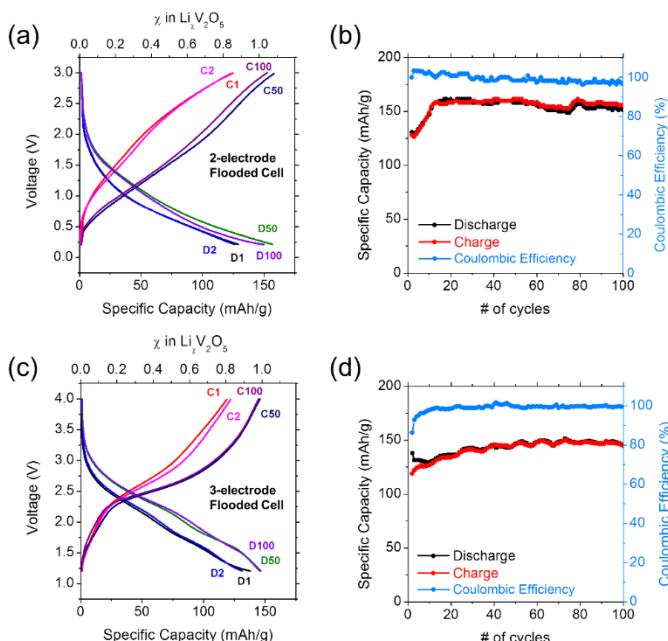 (a)
χ in LiχV2O5
0.0 0.2 0.4 0.6 0.8 1.0
3.0
2.5
2.0
1.5
1.0
0.5
0.0
Voltage (V)
C2
C1
C100
C50
2-electrode
Flooded Cell
D50
D2
D1
D100
0 50 100 150
Specific Capacity (mAh/g)
(b)
200
150
100
50
0
Specific Capacity (mAh/g)
100
80
60
40
20
0
Coulombic Efficiency (%)
Discharge
Charge
Coulombic Efficiency
0 20 40 60 80 100
# of cycles
(c)
χ in LiχV2O5
0.0 0.2 0.4 0.6 0.8 1.0
4.0
3.5
3.0
2.5
2.0
1.5
1.0
Voltage (V)
C1
C2
C100
C50
3-electrode
Flooded Cell
D100
D50
D2
D1
0 50 100 150
Specific Capacity (mAh/g)
(d)
200
150
100
50
0
Specific Capacity (mAh/g)
100
80
60
40
20
0
Coulombic Efficiency (%)
Discharge
Charge
Coulombic Efficiency
0 20 40 60 80 100
# of cycles